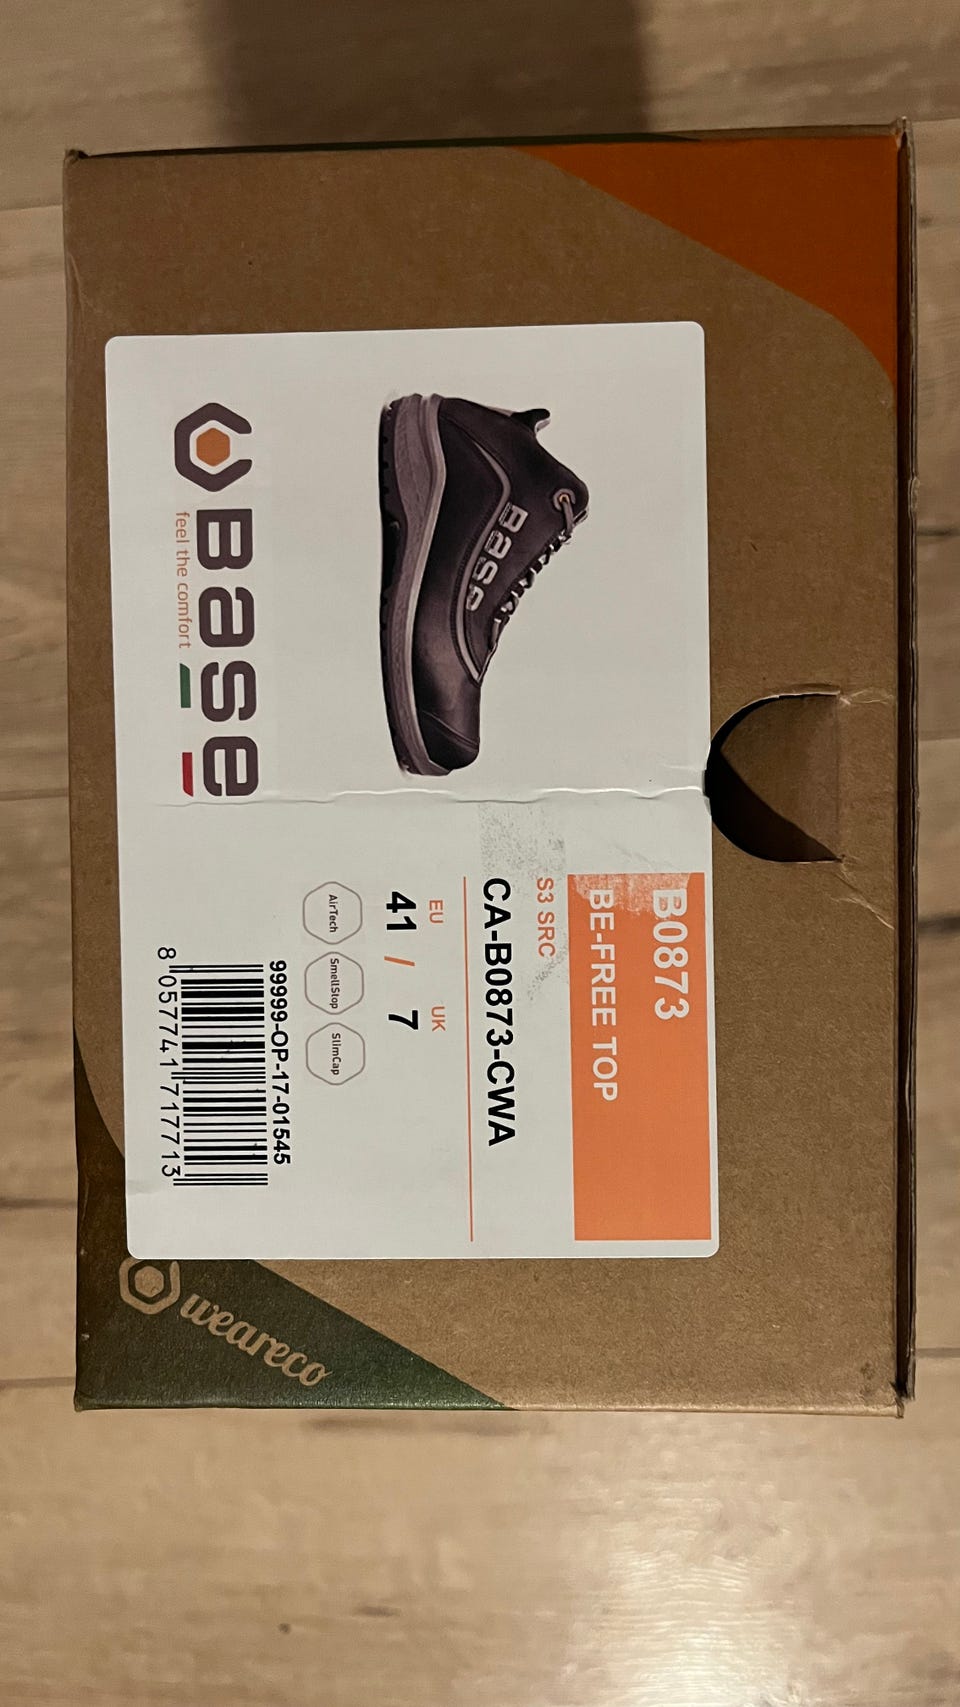 Base
Base
feel the comfort
B0873
BE-FREE TOP
S3 SRC
CA-B0873-CWA
EU UK
41 / 7
AirTech SmellStop SlimCap
99999-OP-17-01545
8 057741 717713
weareco